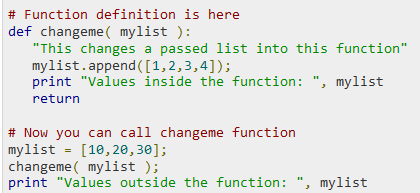 # Function definition is here
def changeme( mylist ):
   "This changes a passed list into this function"
   mylist.append([1,2,3,4]);
   print "Values inside the function: ", mylist
   return

# Now you can call changeme function
mylist = [10,20,30];
changeme( mylist );
print "Values outside the function: ", mylist